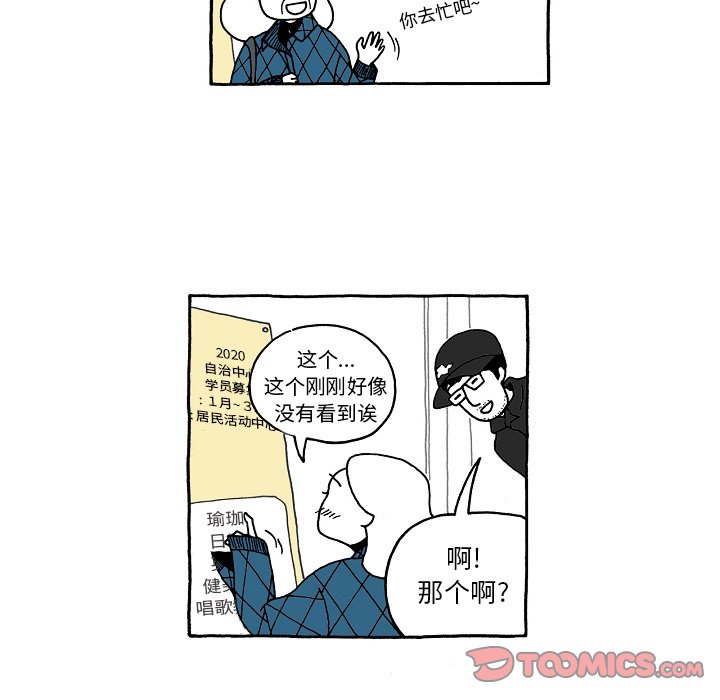 你去忙吧~
2020
自治中心
学员募
: 1月~3
: 居民活动中心
这个...
这个刚刚好像
没有看到诶
瑜珈
日
健
唱歌
啊!
那个啊?
TOOMICS.COM